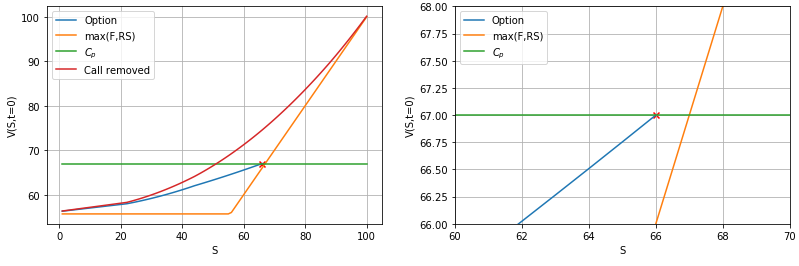 Option
max(F,RS)
Cp
Call removed
V(S,t=0)
100
90
80
70
60
0
20
40
60
80
100
S
Option
max(F,RS)
Cp
V(S,t=0)
68.00
67.75
67.50
67.25
67.00
66.75
66.50
66.25
66.00
60
62
64
66
68
70
S